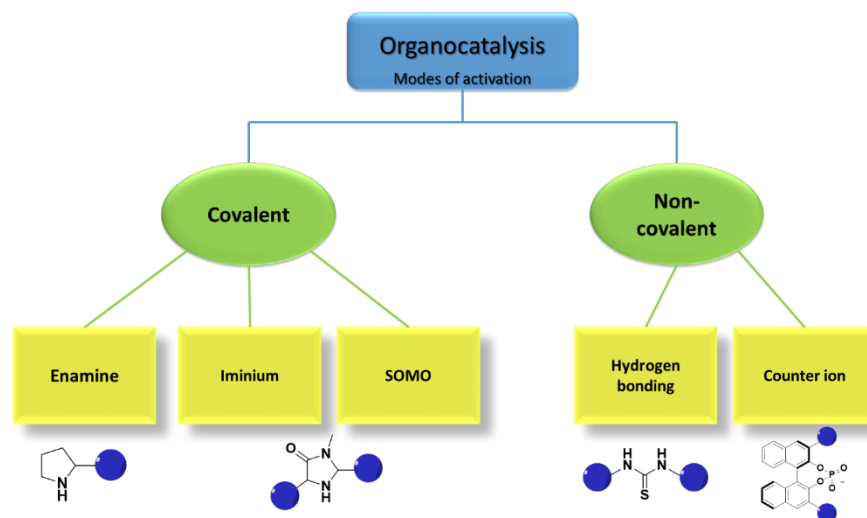 Organocatalysis
Modes of activation
Covalent
Non-
covalent
Enamine
Iminium
SOMO
Hydrogen
bonding
Counter ion
N
H
O
N
N
H
H
N
H
N
S
O
O
P
O
O
−